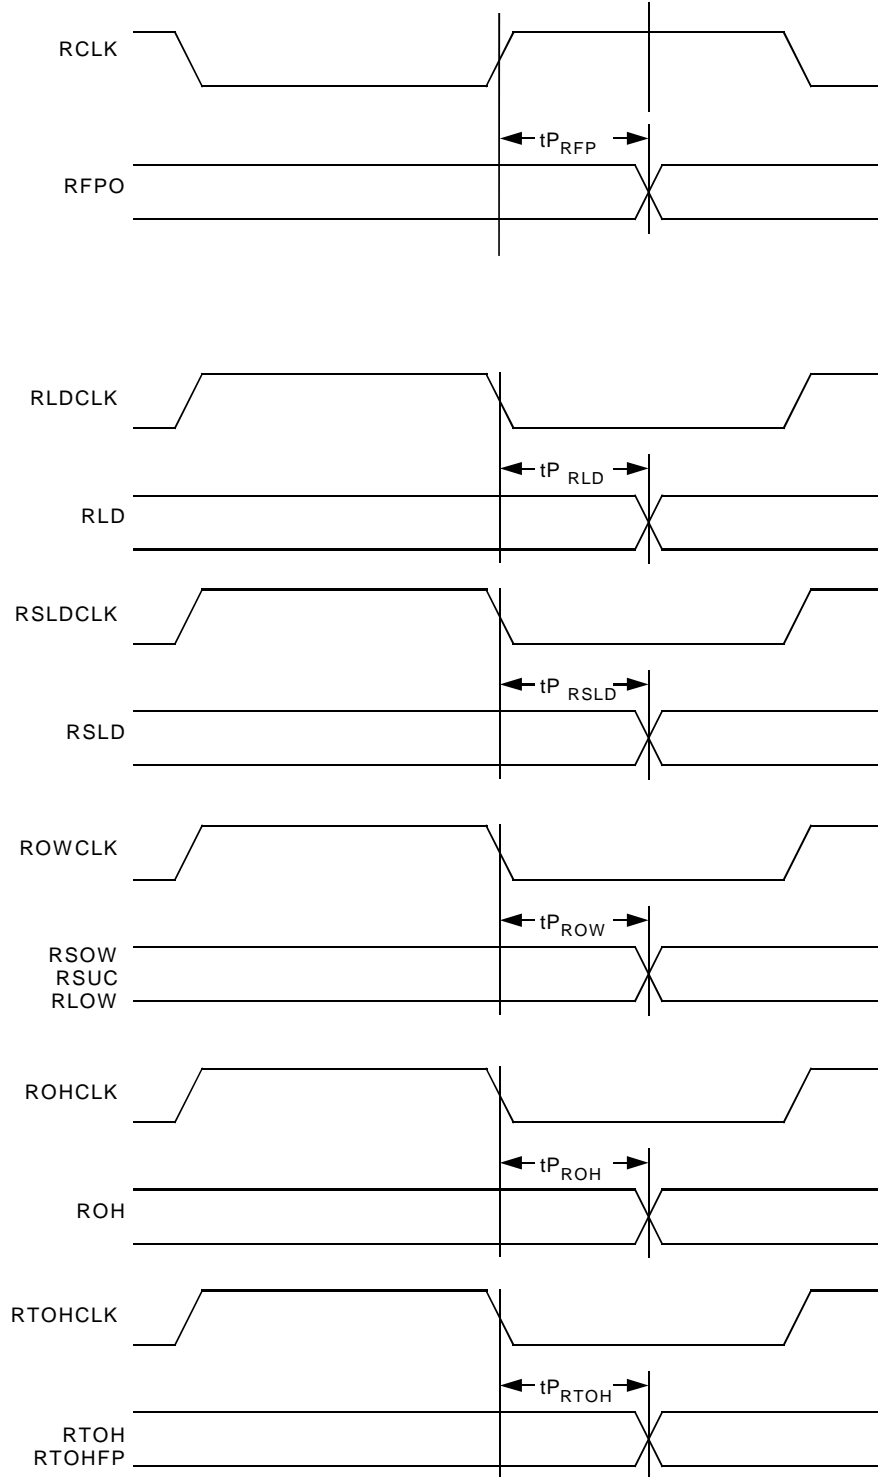 RCLK
tPRFP
RFPO
RLDCLK
tP RLD
RLD
RSLDCLK
tP RSLD
RSLD
ROWCLK
tPROW
RSOW
RSUC
RLOW
ROHCLK
tPROH
ROH
RTOHCLK
tPRTOH
RTOH
RTOHFP